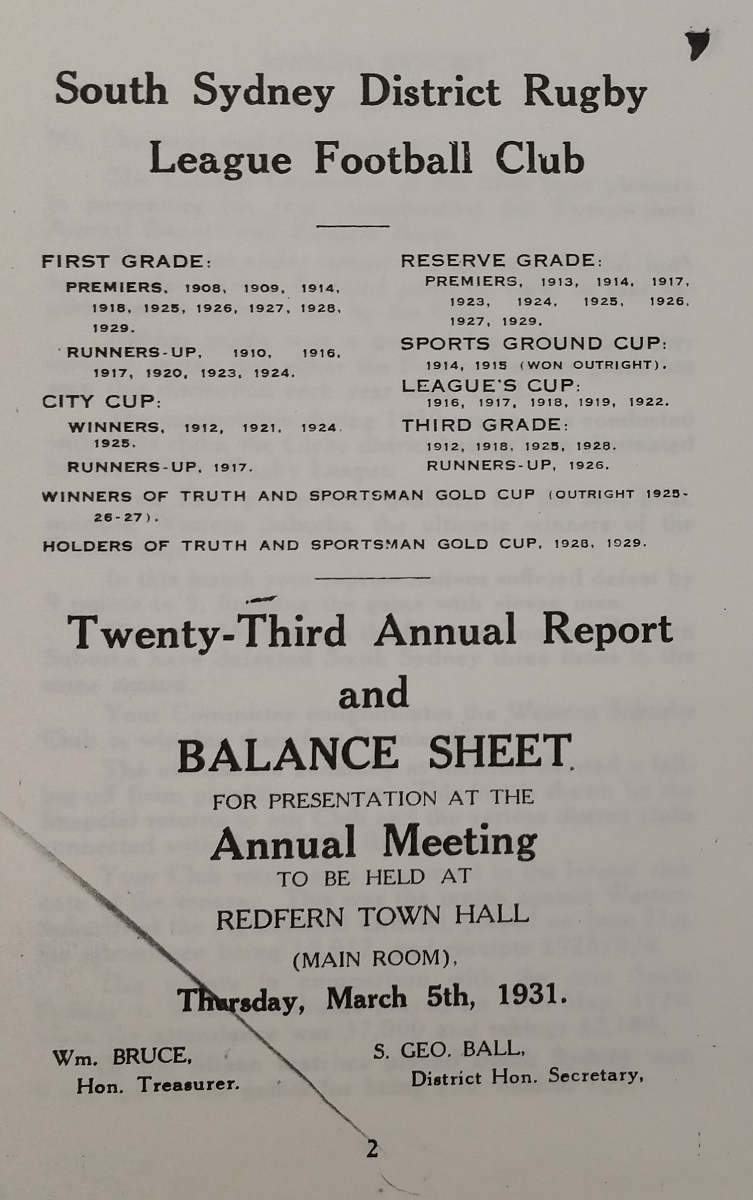 South Sydney District Rugby
League Football Club
FIRST GRADE:
PREMIERS, 1908, 1909, 1914,
1918, 1925, 1926, 1927, 1928,
1929.
RUNNERS-UP, 1910, 1916,
1917, 1920, 1923, 1924.
CITY CUP:
WINNERS, 1912, 1921, 1924.
1925.
RUNNERS-UP, 1917.
RESERVE GRADE:
PREMIERS, 1913, 1914, 1917,
1923, 1924, 1925, 1926,
1927, 1929.
SPORTS GROUND CUP:
1914, 1915 (WON OUTRIGHT).
LEAGUE'S CUP:
1916, 1917, 1918, 1919, 1922.
THIRD GRADE:
1912, 1918, 1925, 1928.
RUNNERS-UP, 1926.
WINNERS OF TRUTH AND SPORTSMAN GOLD CUP (OUTRIGHT 1925-
26-27).
HOLDERS OF TRUTH AND SPORTSMAN GOLD CUP, 1928, 1929.
Twenty-Third Annual Report
and
BALANCE SHEET.
FOR PRESENTATION AT THE
Annual Meeting
TO BE HELD AT
REDFERN TOWN HALL
(MAIN ROOM),
Thursday, March 5th, 1931.
Wm. BRUCE,
Hon. Treasurer.
S. GEO. BALL,
District Hon. Secretary,
2